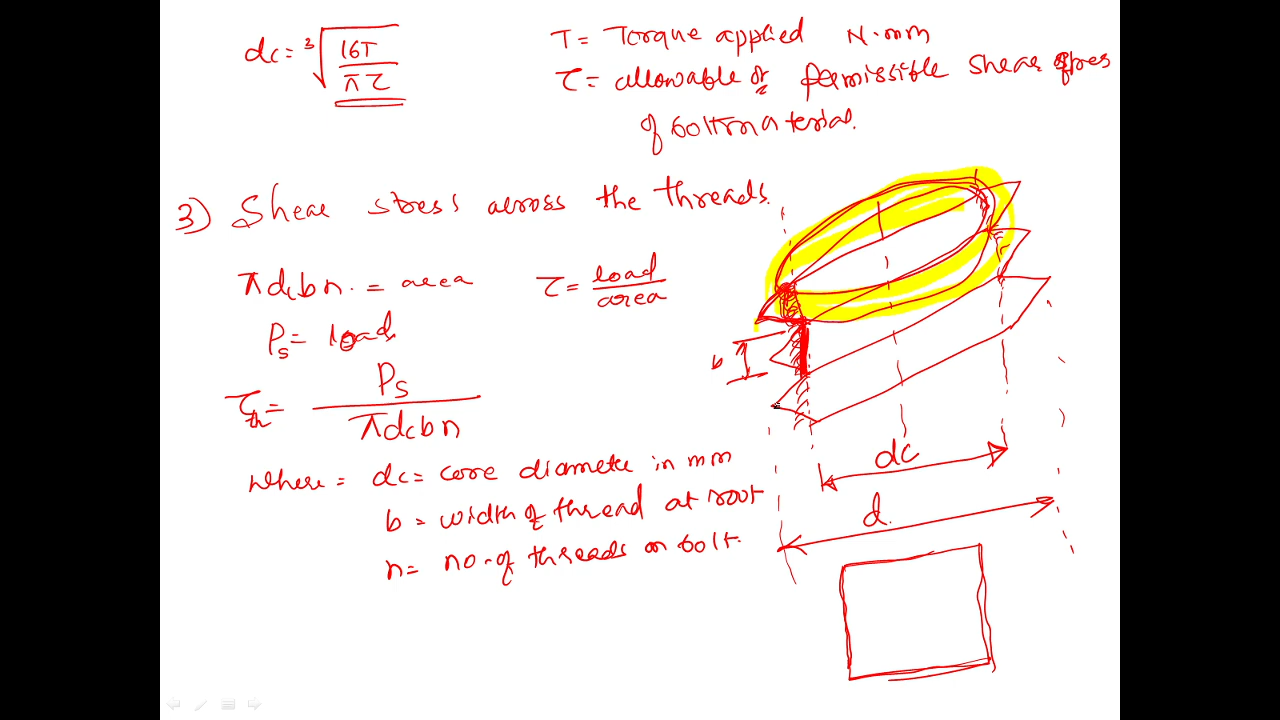 dc = ³√16T/πτ
T = Torque applied N.mm
τ = allowable or permissible shear stress
of bolt material.
3) Shear stress across the threads.
πdcbn. = area τ = load/area
Ps = load
τth = Ps/πdcbn
where = dc = core diamete in mm
b = width of thread at root
n = no. of threads on bolt.
b
dc
d.